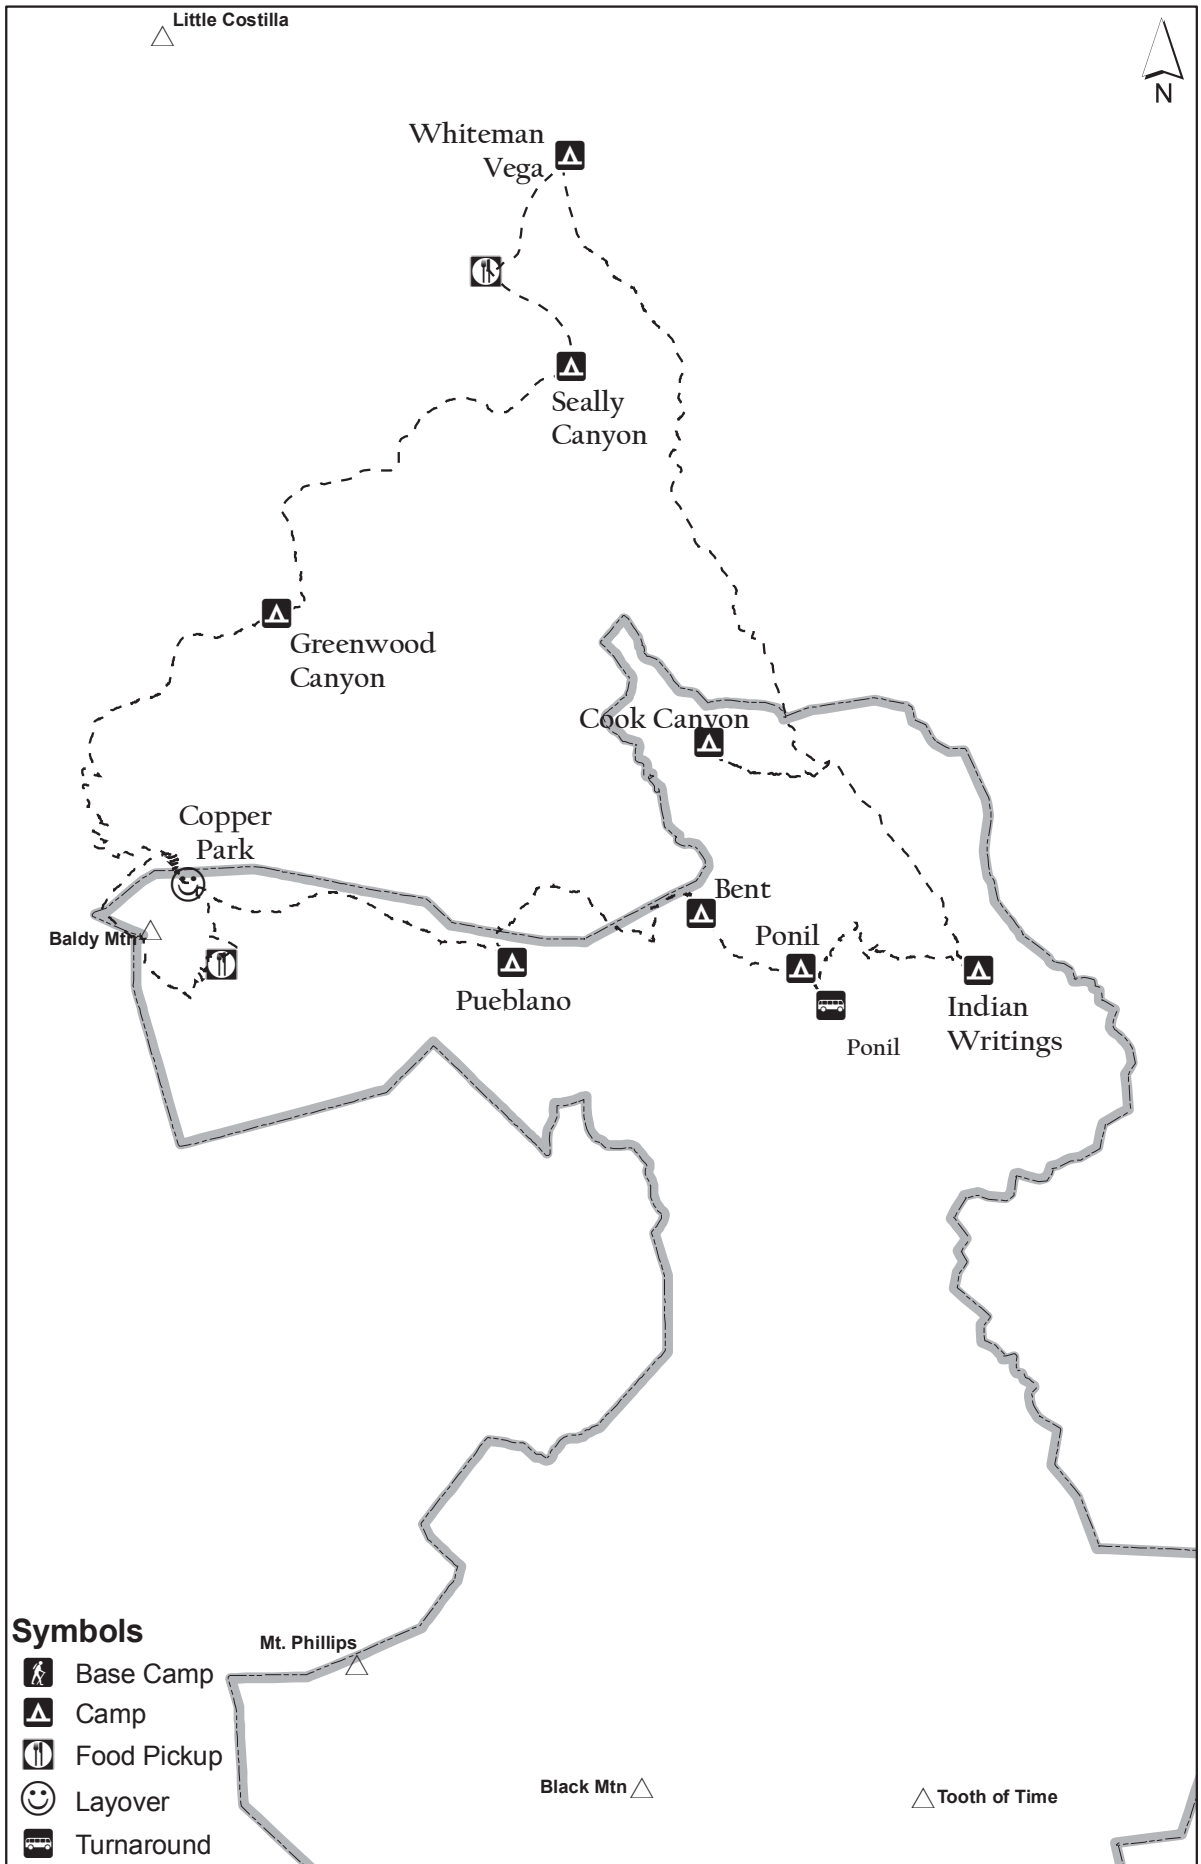 Little Costilla
N
Whiteman
Vega
Seally
Canyon
Greenwood
Canyon
Cook Canyon
Copper
Park
Bent
Baldy Mtn
Ponil
Pueblano
Indian
Writings
Ponil
Symbols
Base Camp
Camp
Food Pickup
Layover
Turnaround
Mt. Phillips
Black Mtn
Tooth of Time